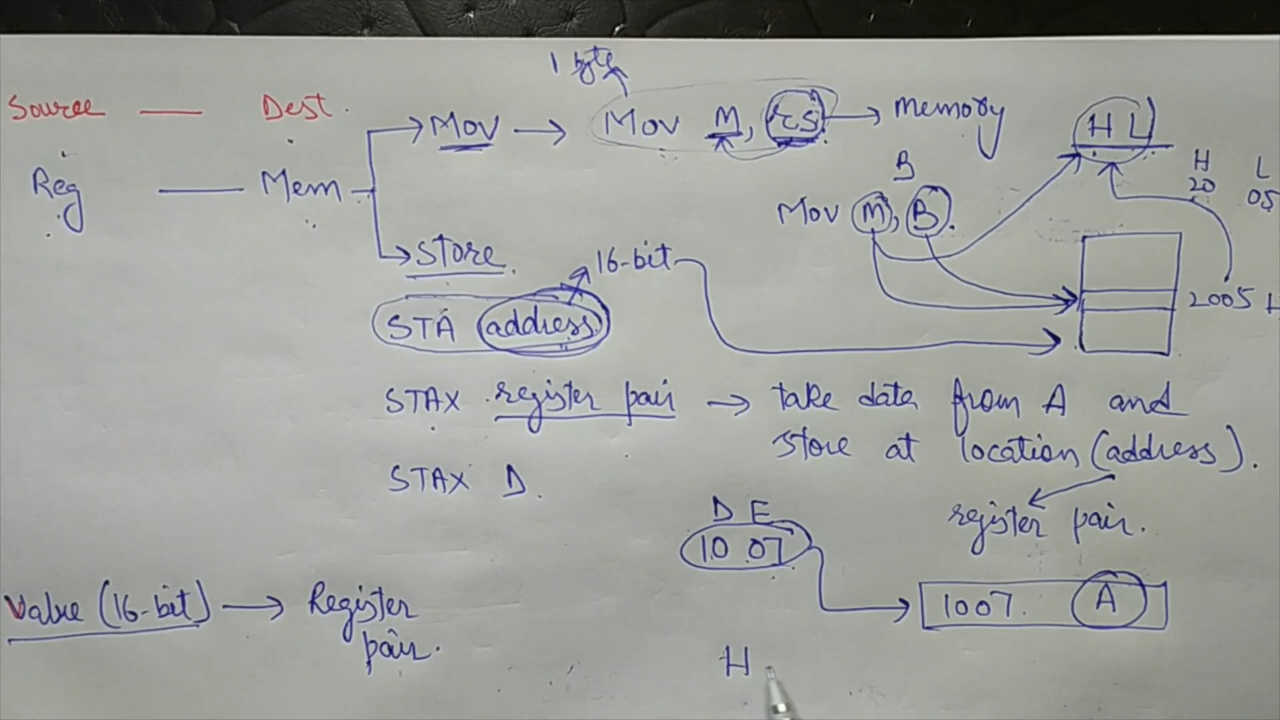 1 byte
Source — Dest.
MOV → Mov M, rs → memory
HL
Reg — Mem
B
H L
20 05
Mov M, B.
Store
16-bit
STA address
2005 H
STAX register pair → take data from A and
store at location (address).
STAX D.
register pair.
D E
10 07
1007. A
Value (16-bit) → Register
pair.
H